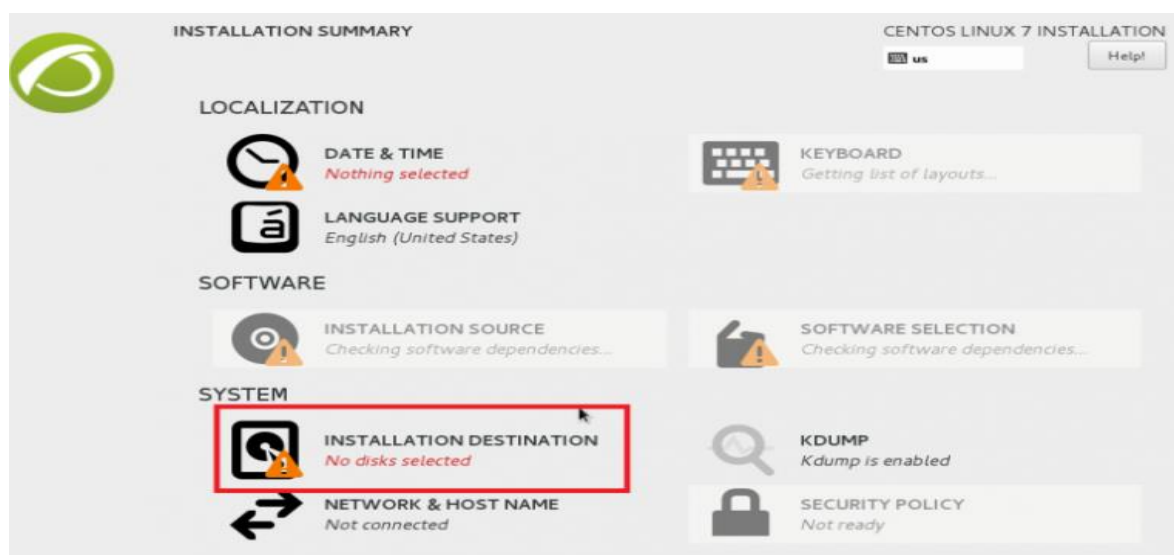 INSTALLATION SUMMARY
CENTOS LINUX 7 INSTALLATION
us
Help!
LOCALIZATION
DATE & TIME
Nothing selected
KEYBOARD
Getting list of layouts...
á
LANGUAGE SUPPORT
English (United States)
SOFTWARE
INSTALLATION SOURCE
Checking software dependencies...
SOFTWARE SELECTION
Checking software dependencies...
SYSTEM
INSTALLATION DESTINATION
No disks selected
KDUMP
Kdump is enabled
NETWORK & HOST NAME
Not connected
SECURITY POLICY
Not ready